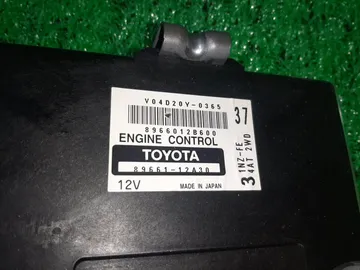 V04D20Y-0365
37
8966012B600
ENGINE CONTROL
TOYOTA
89661-12A30
12V
MADE IN JAPAN
3 1NZ-FE
4AT 2WD